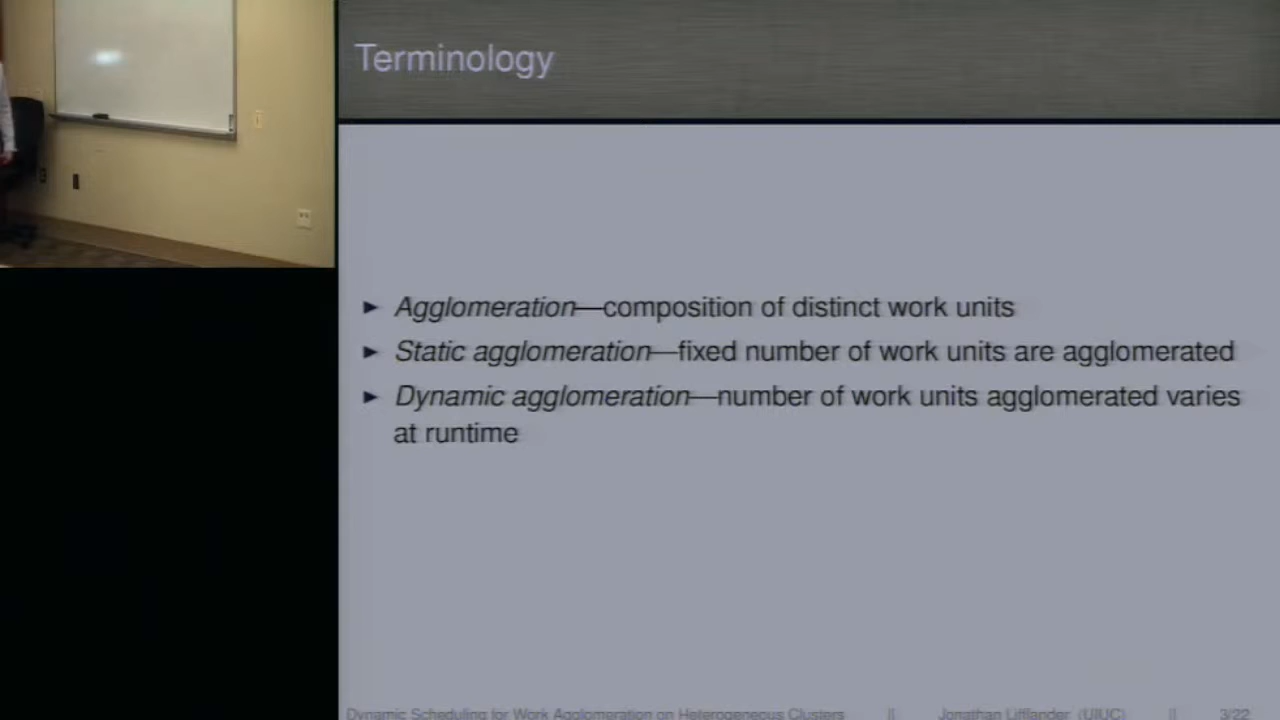 Terminology
► Agglomeration—composition of distinct work units
► Static agglomeration—fixed number of work units are agglomerated
► Dynamic agglomeration—number of work units agglomerated varies
at runtime
Dynamic Scheduling for Work Agglomeration on Heterogeneous Clusters || Jonathan Lifflander (UIUC) || 3/22